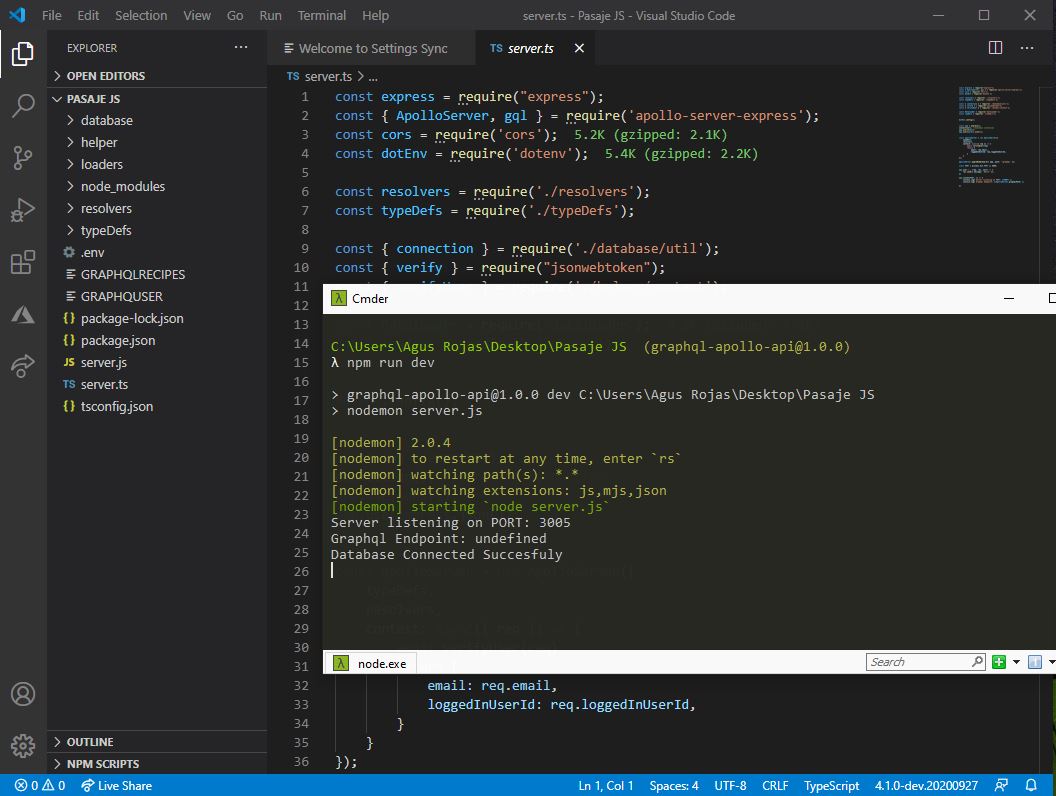 File Edit Selection View Go Run Terminal Help server.ts - Pasaje JS - Visual Studio Code
EXPLORER
OPEN EDITORS
PASAJE JS
database
helper
loaders
node_modules
resolvers
typeDefs
.env
GRAPHQLRECIPES
GRAPHQUSER
{} package-lock.json
{} package.json
JS server.js
TS server.ts
{} tsconfig.json
OUTLINE
NPM SCRIPTS
Welcome to Settings Sync TS server.ts
TS server.ts > ...
1 const express = require("express");
2 const { ApolloServer, gql } = require('apollo-server-express');
3 const cors = require('cors'); 5.2K (gzipped: 2.1K)
4 const dotEnv = require('dotenv'); 5.4K (gzipped: 2.2K)
5
6 const resolvers = require('./resolvers');
7 const typeDefs = require('./typeDefs');
8
9 const { connection } = require('./database/util');
10 const { verify } = require("jsonwebtoken");
11
12
13
14
15
16
17
18
19
20
21
22
23
24
25
26
27 typeDefs,
28 resolvers,
29 context:
30
31
32 email: req.email,
33 loggedInUserId: req.loggedInUserId,
34 }
35 }
36 });
λ Cmder
C:\Users\Agus Rojas\Desktop\Pasaje JS (graphql-apollo-api@1.0.0)
λ npm run dev
> graphql-apollo-api@1.0.0 dev C:\Users\Agus Rojas\Desktop\Pasaje JS
> nodemon server.js
[nodemon] 2.0.4
[nodemon] to restart at any time, enter `rs`
[nodemon] watching path(s): *.*
[nodemon] watching extensions: js,mjs,json
[nodemon] starting `node server.js`
Server listening on PORT: 3005
Graphql Endpoint: undefined
Database Connected Succesfuly
λ node.exe Search
0 0 Live Share Ln 1, Col 1 Spaces: 4 UTF-8 CRLF TypeScript 4.1.0-dev.20200927